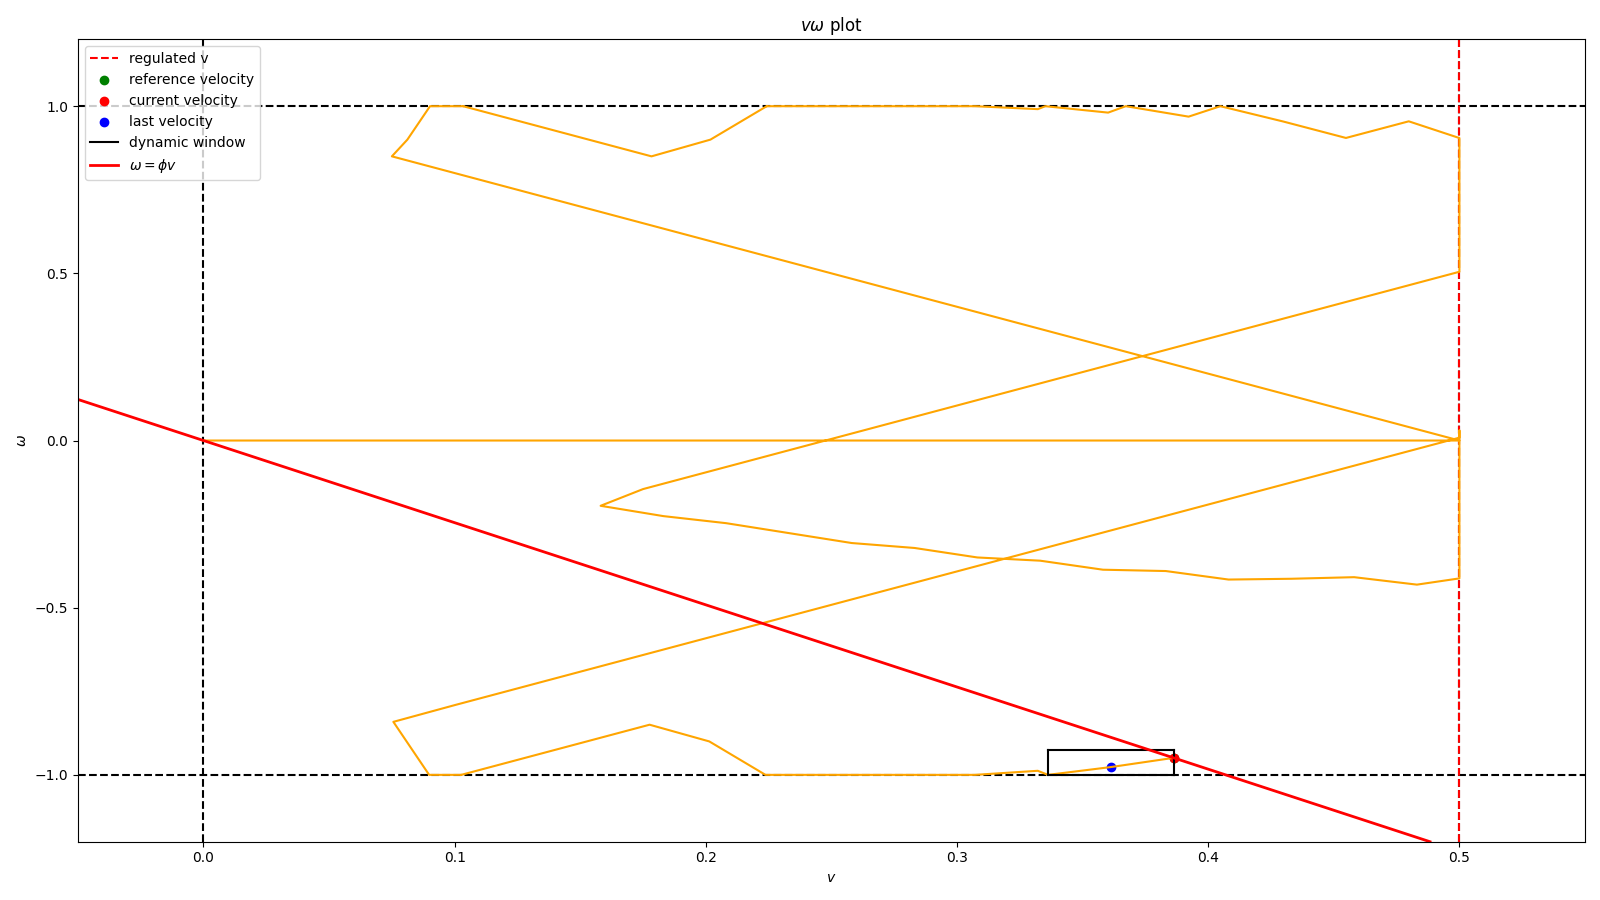 vω plot
regulated v
reference velocity
current velocity
last velocity
dynamic window
ω = ϕv
1.0
0.5
0.0
−0.5
−1.0
ω
0.0 0.1 0.2 0.3 0.4 0.5
v